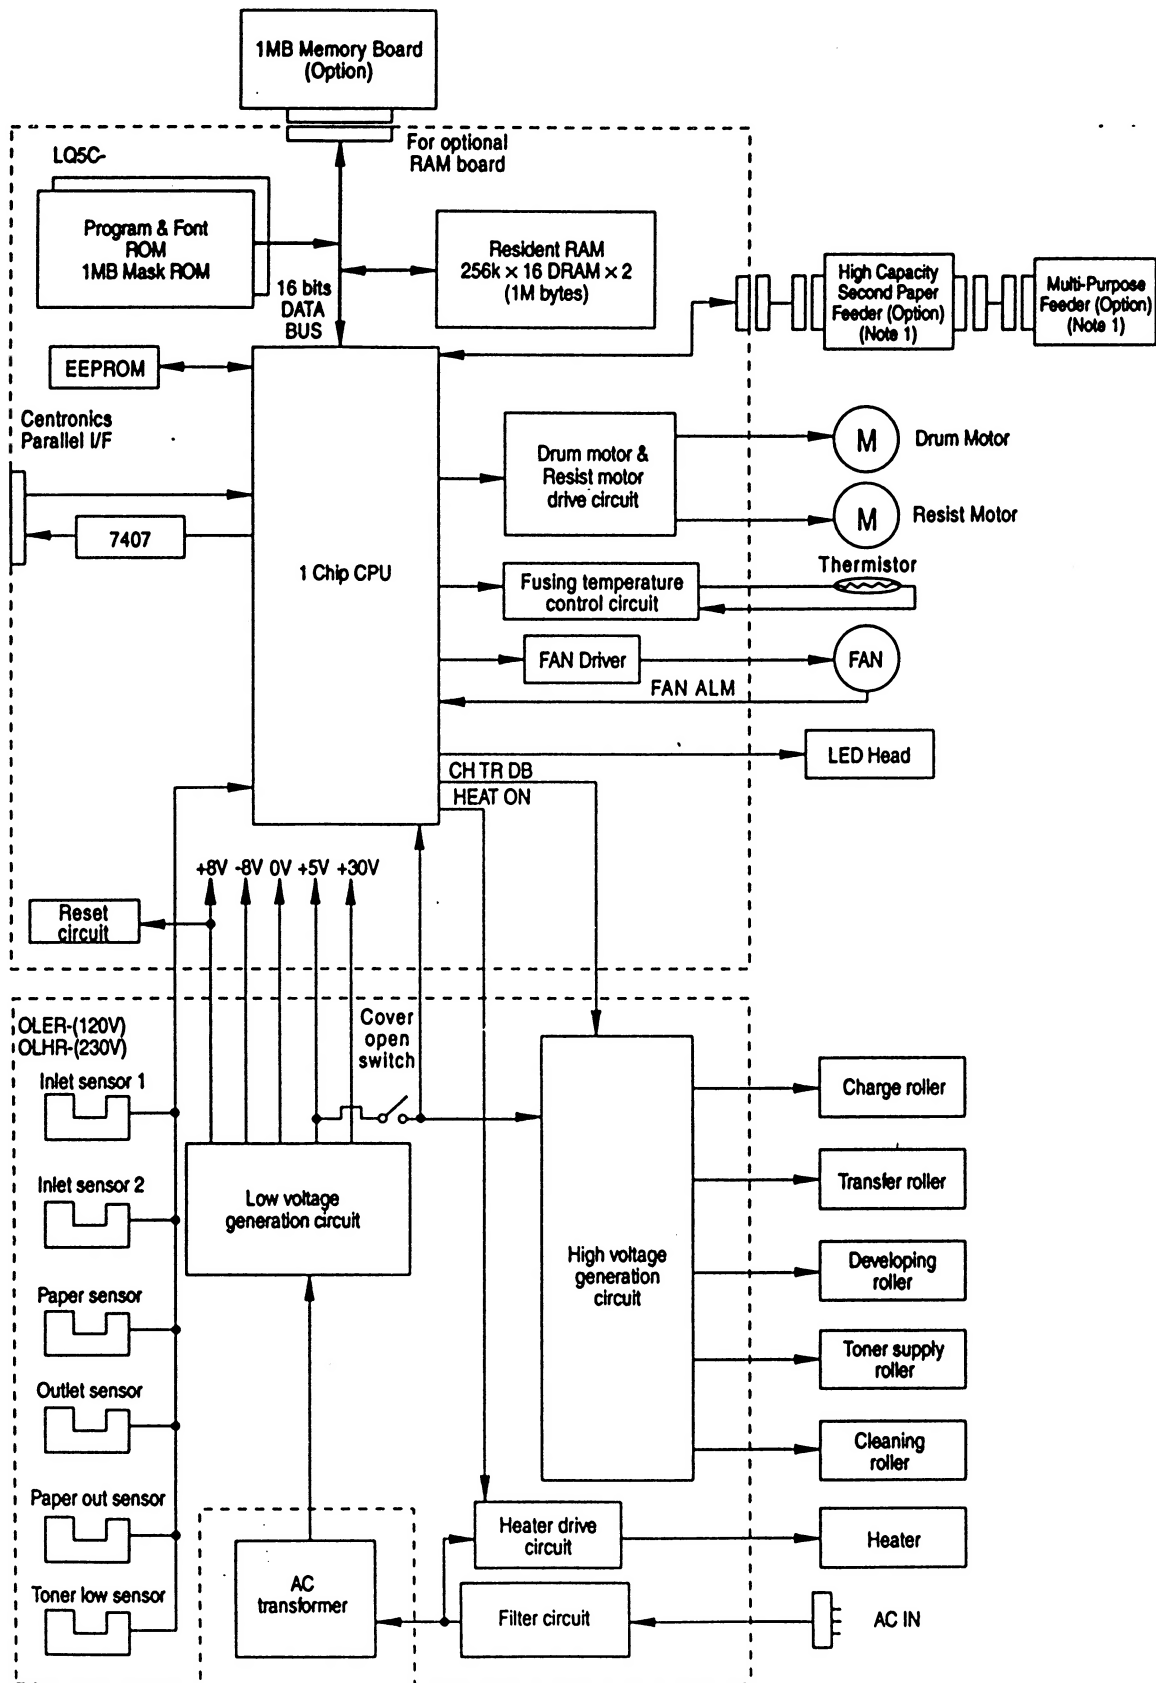 1MB Memory Board
(Option)
LQ5C-
For optional
RAM board
Program & Font
ROM
1MB Mask ROM
Resident RAM
256k × 16 DRAM × 2
(1M bytes)
16 bits
DATA
BUS
High Capacity
Second Paper
Feeder (Option)
(Note 1)
Multi-Purpose
Feeder (Option)
(Note 1)
EEPROM
Centronics
Parallel I/F
7407
1 Chip CPU
Drum motor &
Resist motor
drive circuit
M
Drum Motor
M
Resist Motor
Thermistor
Fusing temperature
control circuit
FAN Driver
FAN
FAN ALM
LED Head
CH TR DB
HEAT ON
+8V -8V 0V +5V +30V
Reset
circuit
OLER-(120V)
OLHR-(230V)
Cover
open
switch
Inlet sensor 1
Inlet sensor 2
Paper sensor
Outlet sensor
Paper out sensor
Toner low sensor
Low voltage
generation circuit
High voltage
generation
circuit
Charge roller
Transfer roller
Developing
roller
Toner supply
roller
Cleaning
roller
Heater drive
circuit
Heater
AC
transformer
Filter circuit
AC IN